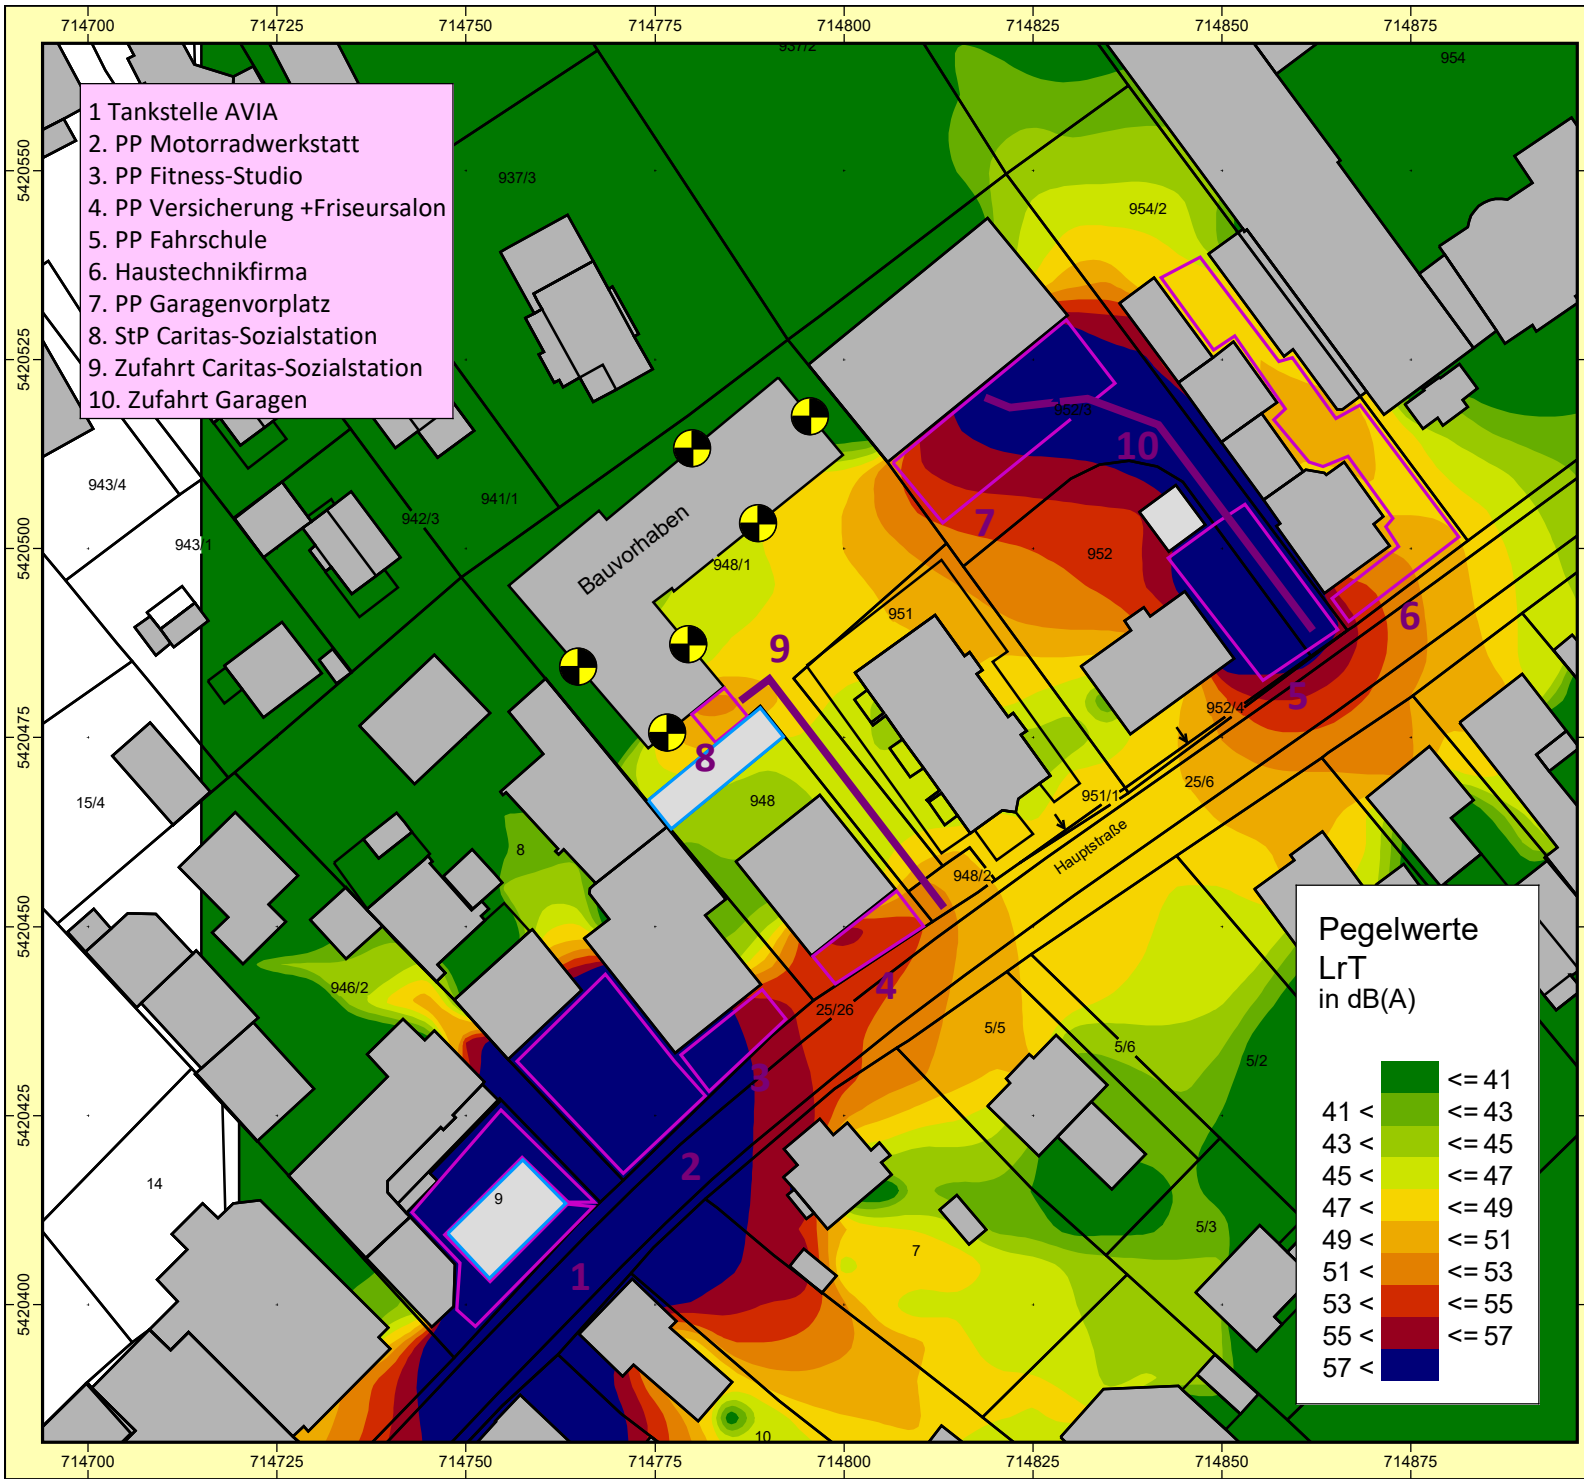 714700 714725 714750 714775 714800 714825 714850 714875
5420550
5420525
5420500
5420475
5420450
5420425
5420400
1 Tankstelle AVIA
2. PP Motorradwerkstatt
3. PP Fitness-Studio
4. PP Versicherung +Friseursalon
5. PP Fahrschule
6. Haustechnikfirma
7. PP Garagenvorplatz
8. StP Caritas-Sozialstation
9. Zufahrt Caritas-Sozialstation
10. Zufahrt Garagen
937/2
954
937/3
954/2
952/3
10
943/4
941/1
942/3
7
943/1
Bauvorhaben
948/1
952
951
6
9
5
952/4
8
25/6
15/4
948
951/1
Hauptstraße
8
948/2
946/2
4
25/26
5/5
5/6
5/2
3
2
14
9
5/3
7
1
10
Pegelwerte
LrT
in dB(A)
<= 41
41 < <= 43
43 < <= 45
45 < <= 47
47 < <= 49
49 < <= 51
51 < <= 53
53 < <= 55
55 < <= 57
57 <
714700 714725 714750 714775 714800 714825 714850 714875